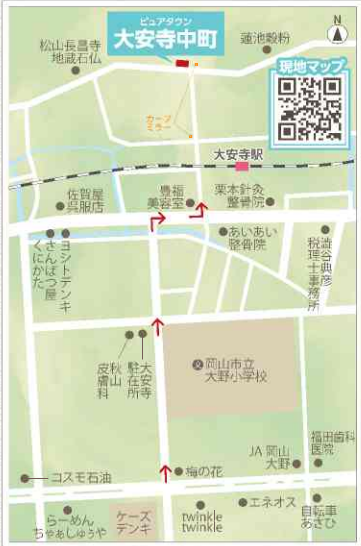 ピュアタウン
大安寺中町
N
松山長昌寺
地蔵石仏
蓮池穀粉
現地マップ
カーブ
ミラー
大安寺駅
佐賀屋
呉服店
豊福
美容室
栗本針灸
整骨院
あいあい
整骨院
ヨシトデンキ
さんぱつ屋
くにかた
澁谷典彦
税理士事務所
大安寺
駐在所
秋山
皮膚科
岡山市立
大野小学校
福田歯科
医院
JA 岡山
大野
梅の花
コスモ石油
エネオス
自転車
あさひ
らーめん
ちゃぁしゅうや
ケーズ
デンキ
twinkle
twinkle